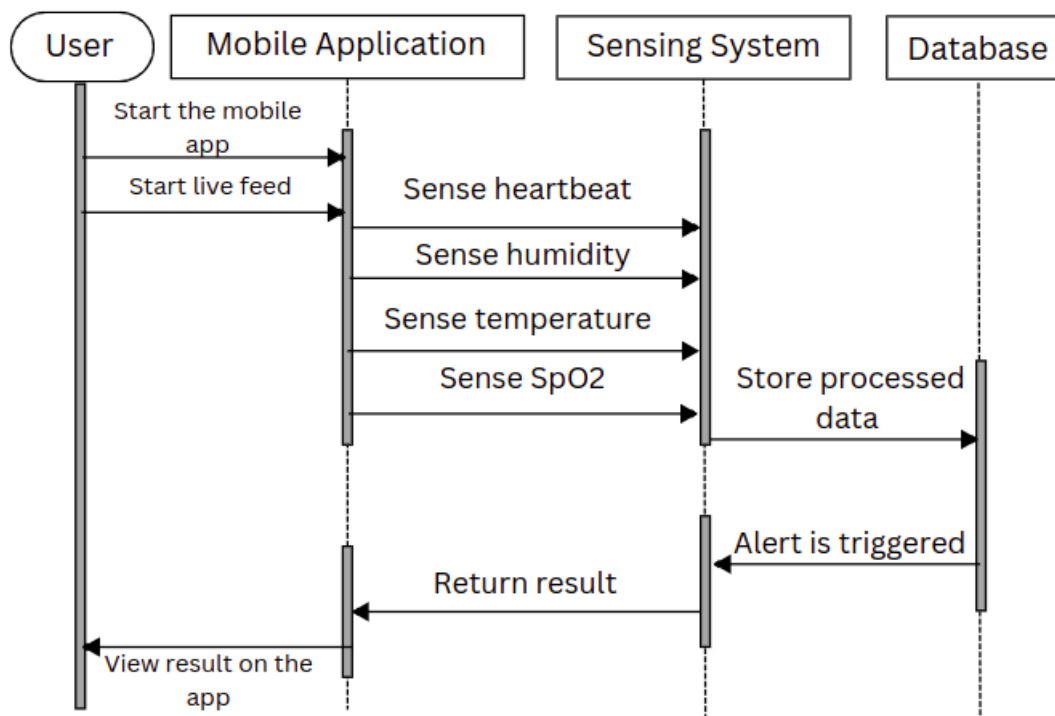 User
Mobile Application
Sensing System
Database
Start the mobile
app
Start live feed
Sense heartbeat
Sense humidity
Sense temperature
Sense SpO2
Store processed
data
Alert is triggered
Return result
View result on the
app